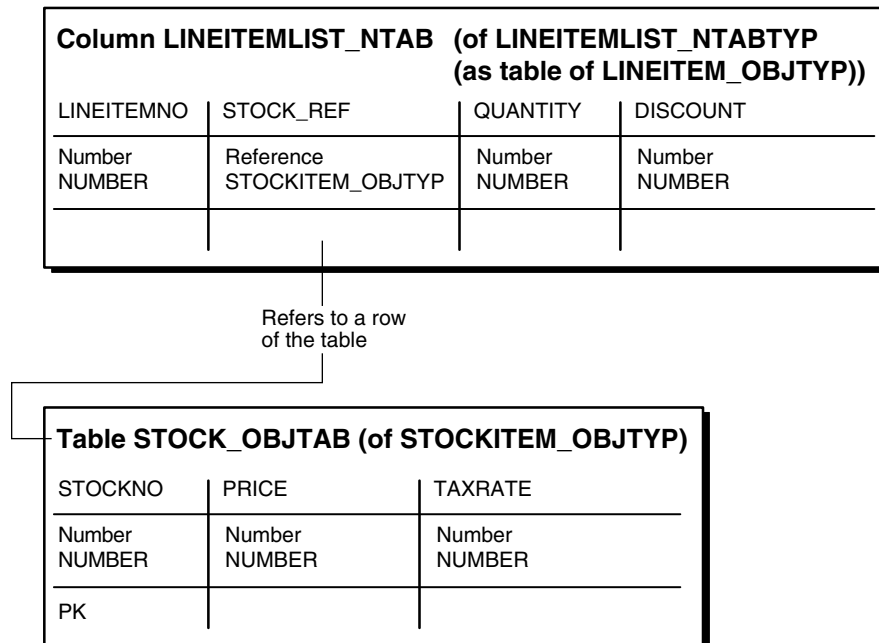 Column LINEITEMLIST_NTAB (of LINEITEMLIST_NTABTYP
(as table of LINEITEM_OBJTYP))
LINEITEMNO STOCK_REF QUANTITY DISCOUNT
Number Reference Number Number
NUMBER STOCKITEM_OBJTYP NUMBER NUMBER
Refers to a row
of the table
Table STOCK_OBJTAB (of STOCKITEM_OBJTYP)
STOCKNO PRICE TAXRATE
Number Number Number
NUMBER NUMBER NUMBER
PK